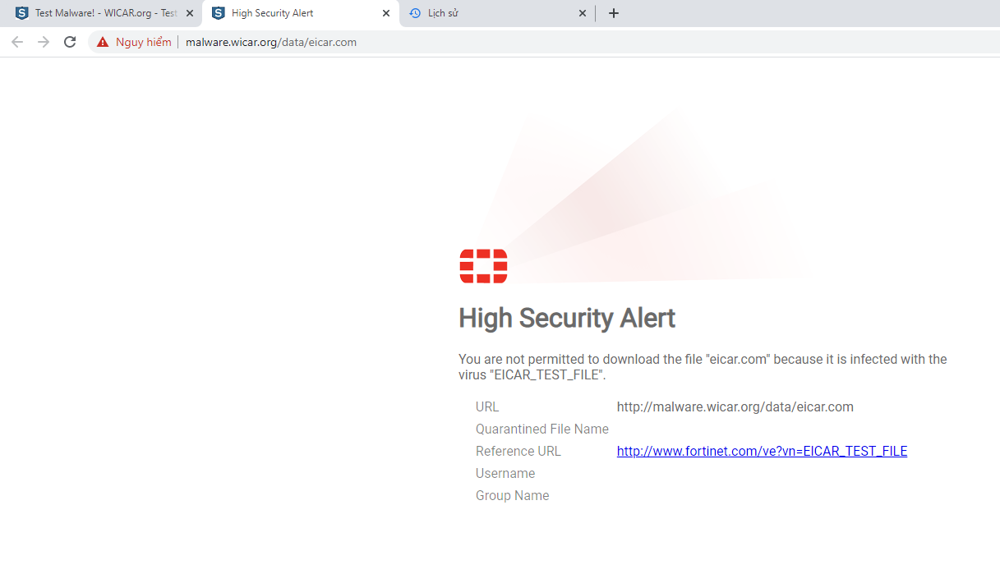 Test Malware! - WICAR.org - Test
High Security Alert
Lịch sử
Nguy hiểm
malware.wicar.org/data/eicar.com
High Security Alert
You are not permitted to download the file "eicar.com" because it is infected with the
virus "EICAR_TEST_FILE".
URL http://malware.wicar.org/data/eicar.com
Quarantined File Name
Reference URL http://www.fortinet.com/ve?vn=EICAR_TEST_FILE
Username
Group Name